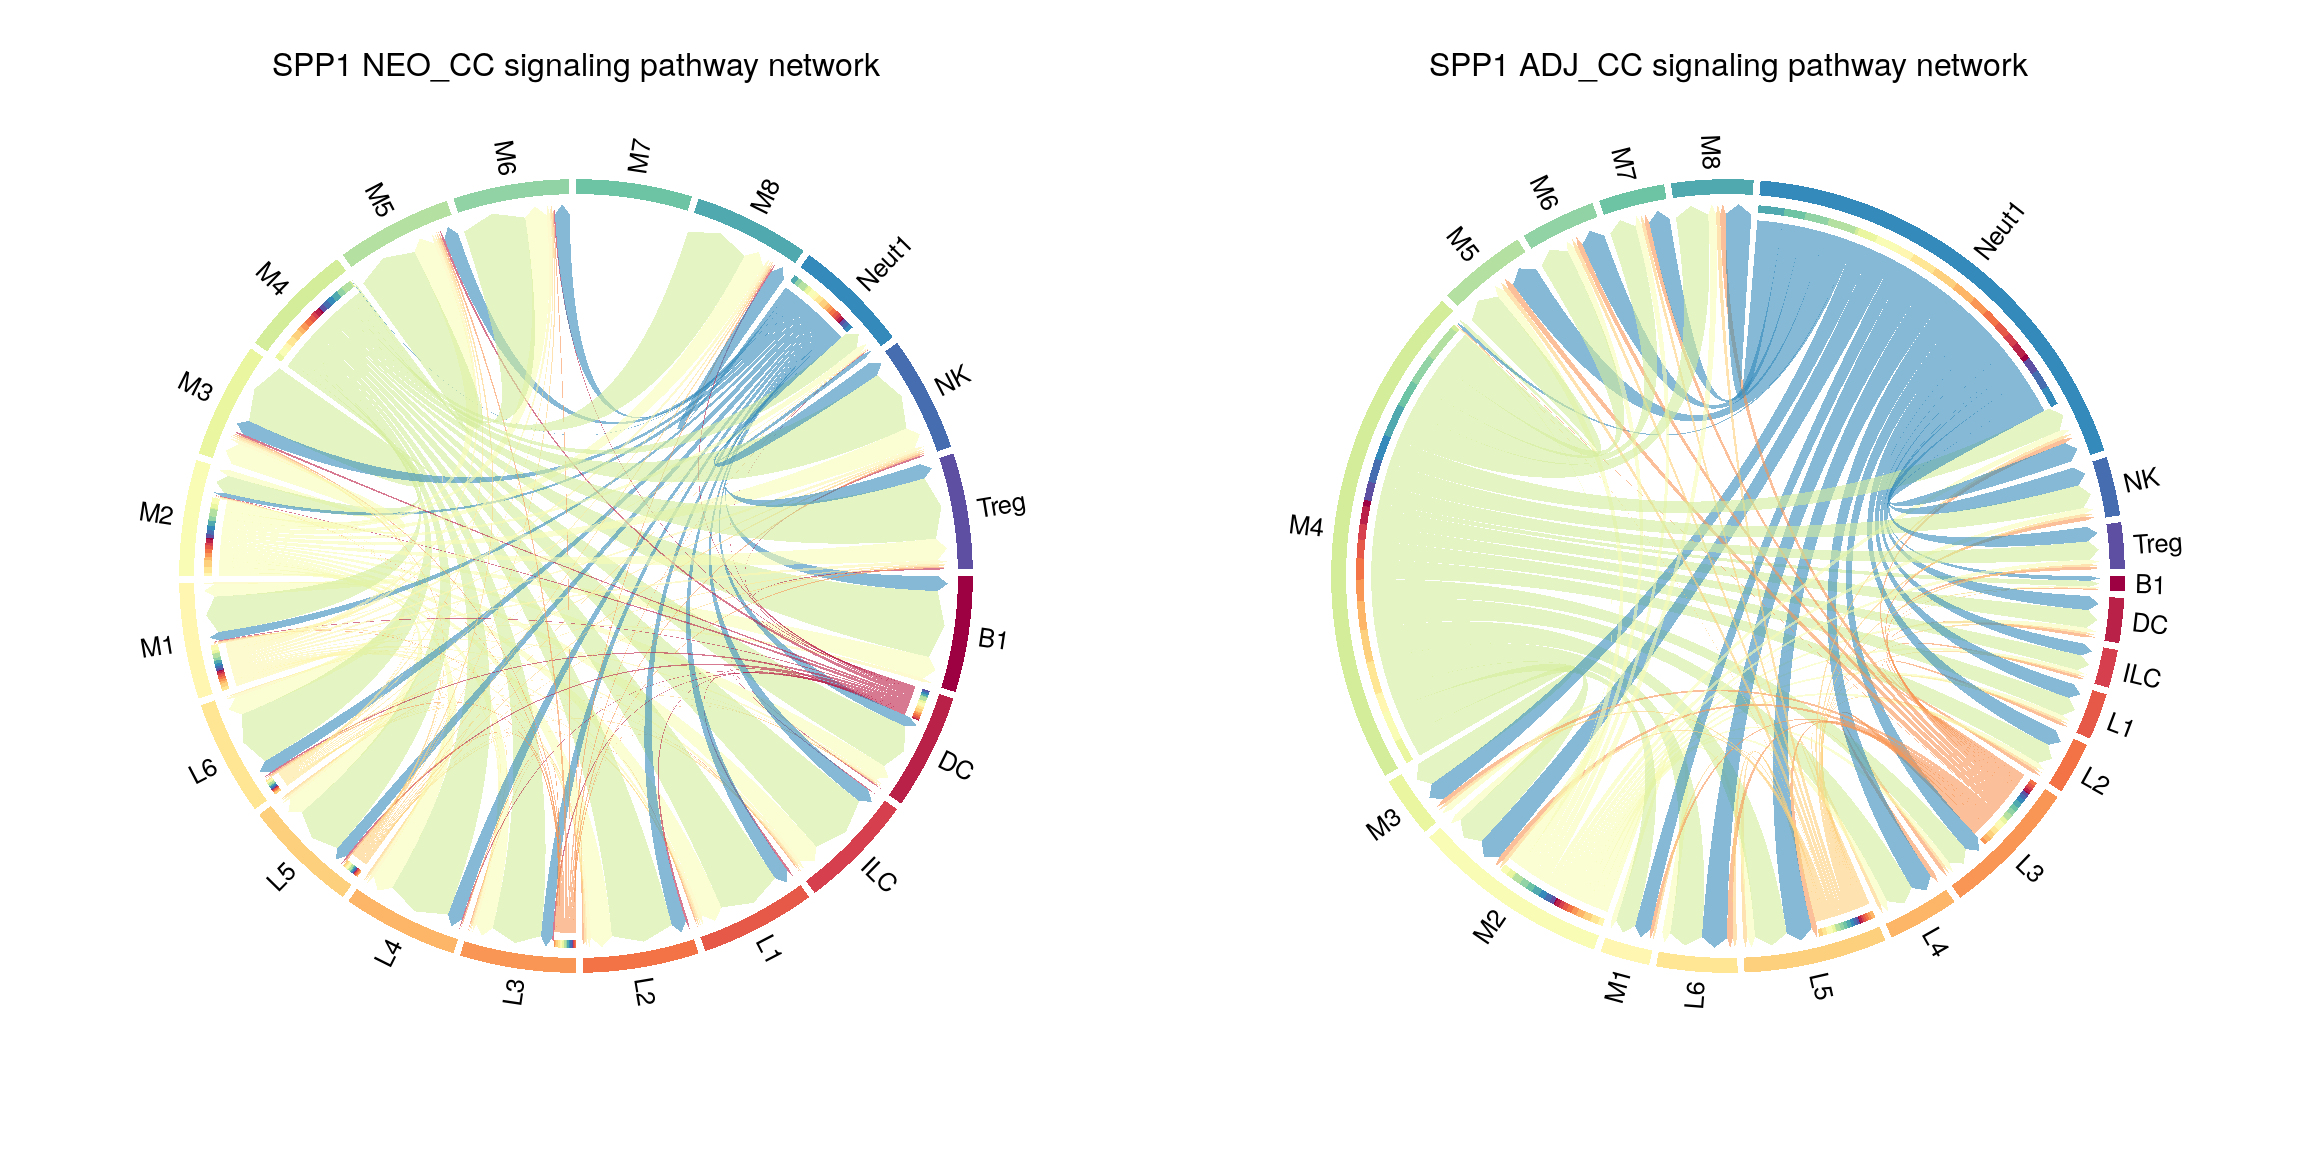 SPP1 NEO_CC signaling pathway network
M6
M7
M5
M8
M4
Neut1
M3
NK
M2
Treg
M1
B1
L6
DC
L5
ILC
L4
L1
L3
L2
SPP1 ADJ_CC signaling pathway network
M8
M7
M6
M5
Neut1
M4
NK
Treg
B1
DC
ILC
L1
L2
M3
L3
M2
L4
M1
L6
L5